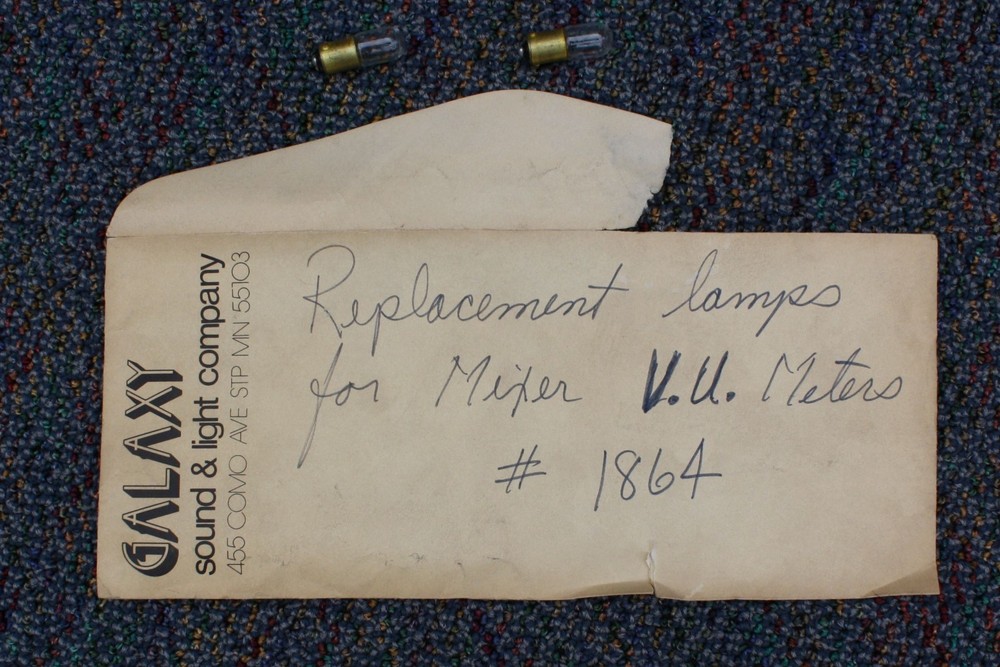 GALAXY
sound & light company
455 COMO AVE STP MN 55103
Replacement lamps
for Mixer V.U. Meters
# 1864